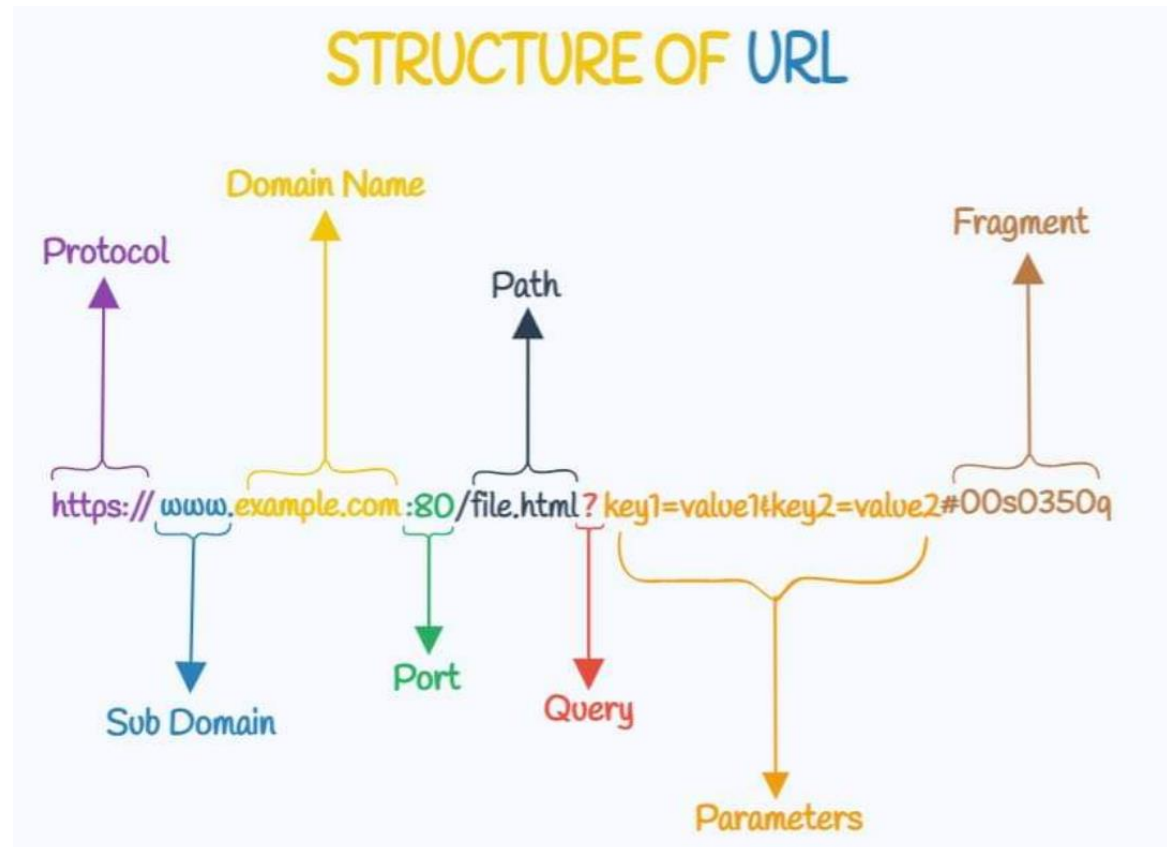 STRUCTURE OF URL
Domain Name
Fragment
Protocol
Path
https:// www.example.com:80/file.html? key1=value1&key2=value2#00s0350q
Port
Query
Sub Domain
Parameters